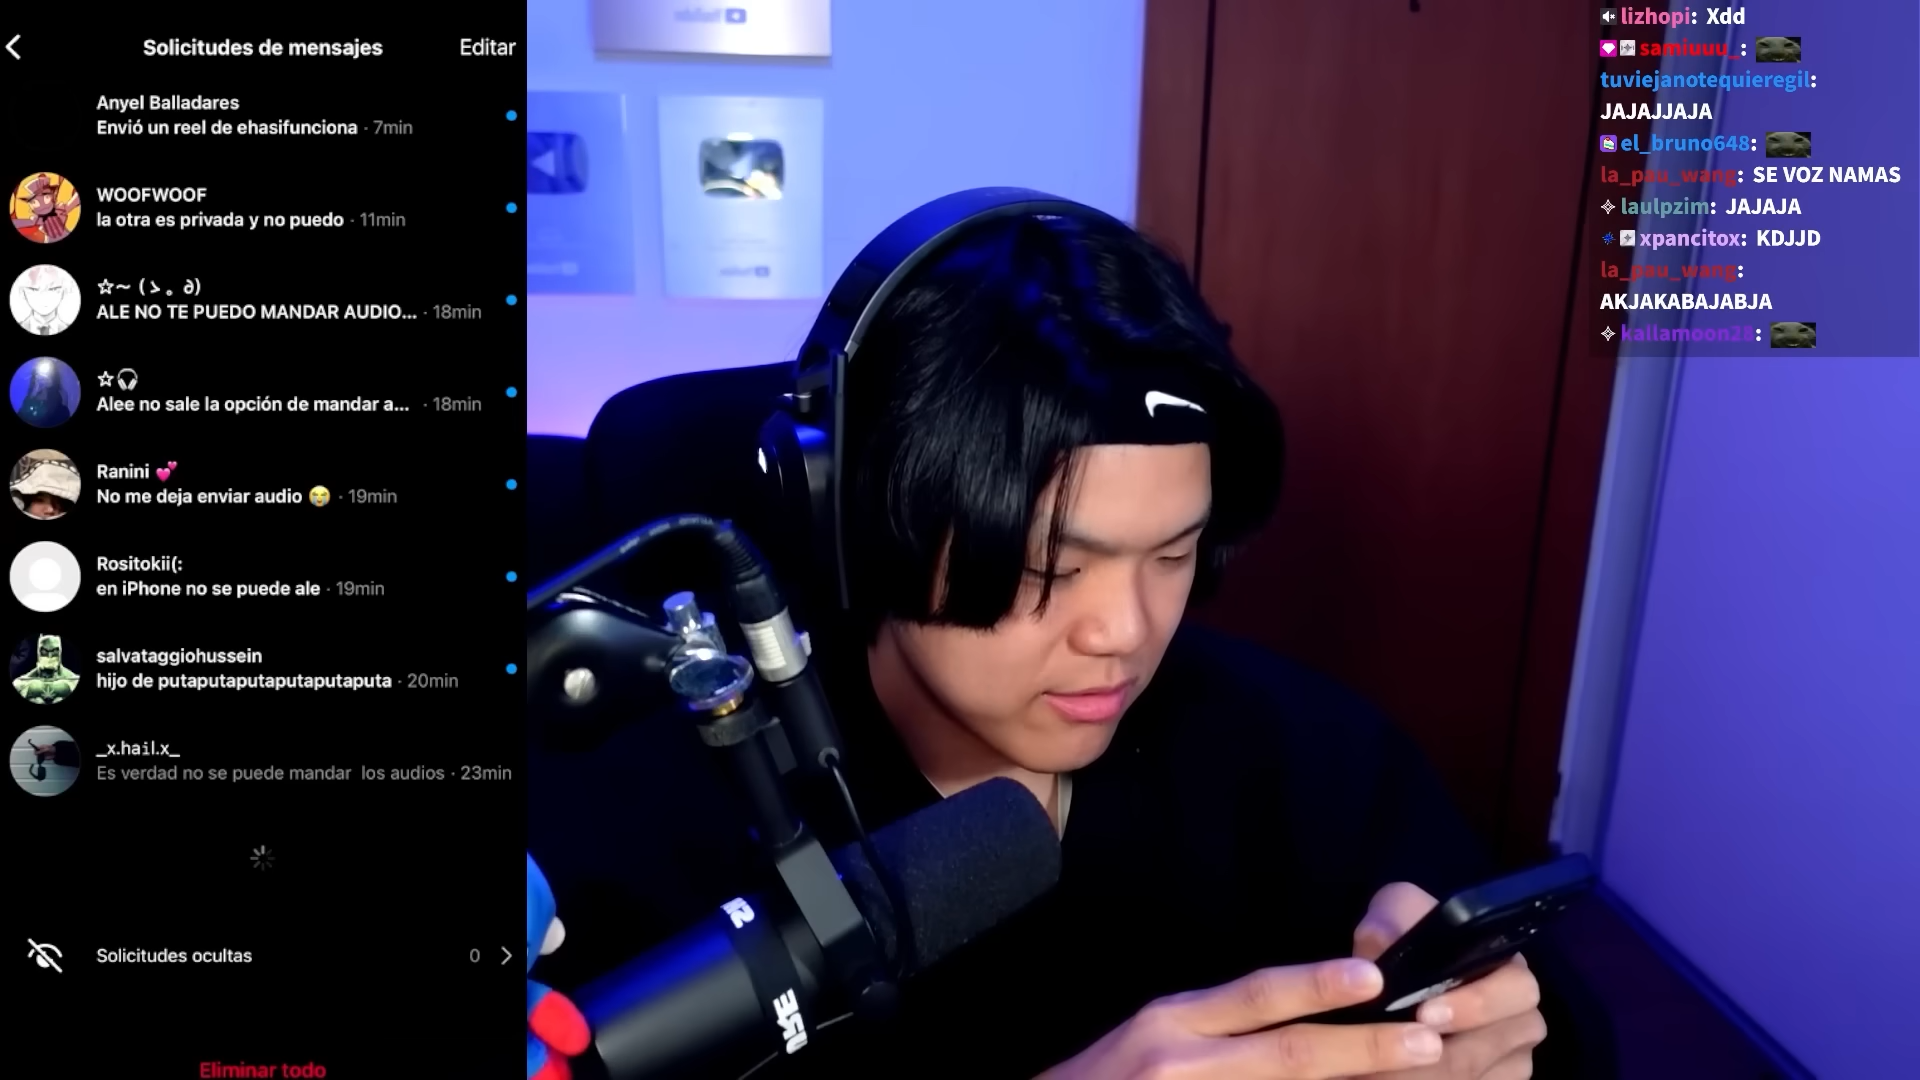 Solicitudes de mensajes
Editar
Anyel Balladares
Envió un reel de ehasifunciona · 7min
WOOFWOOF
la otra es privada y no puedo · 11min
ALE NO TE PUEDO MANDAR AUDIO... · 18min
Alee no sale la opción de mandar a... · 18min
Ranini 💕
No me deja enviar audio 😭 · 19min
Rositokii(:
en iPhone no se puede ale · 19min
salvataggiohussein
hijo de putaputaputaputaputaputa · 20min
_x.hail.x_
Es verdad no se puede mandar los audios · 23min
Solicitudes ocultas
0
Eliminar todo
lizhopi: Xdd
samiuuu_:
tuviejanotequieregil:
JAJAJJAJA
el_bruno648:
la_pau_wang: SE VOZ NAMAS
laulpzim: JAJAJA
xpancitox: KDJJD
la_pau_wang:
AKJAKABAJABJA
kallamoon28: